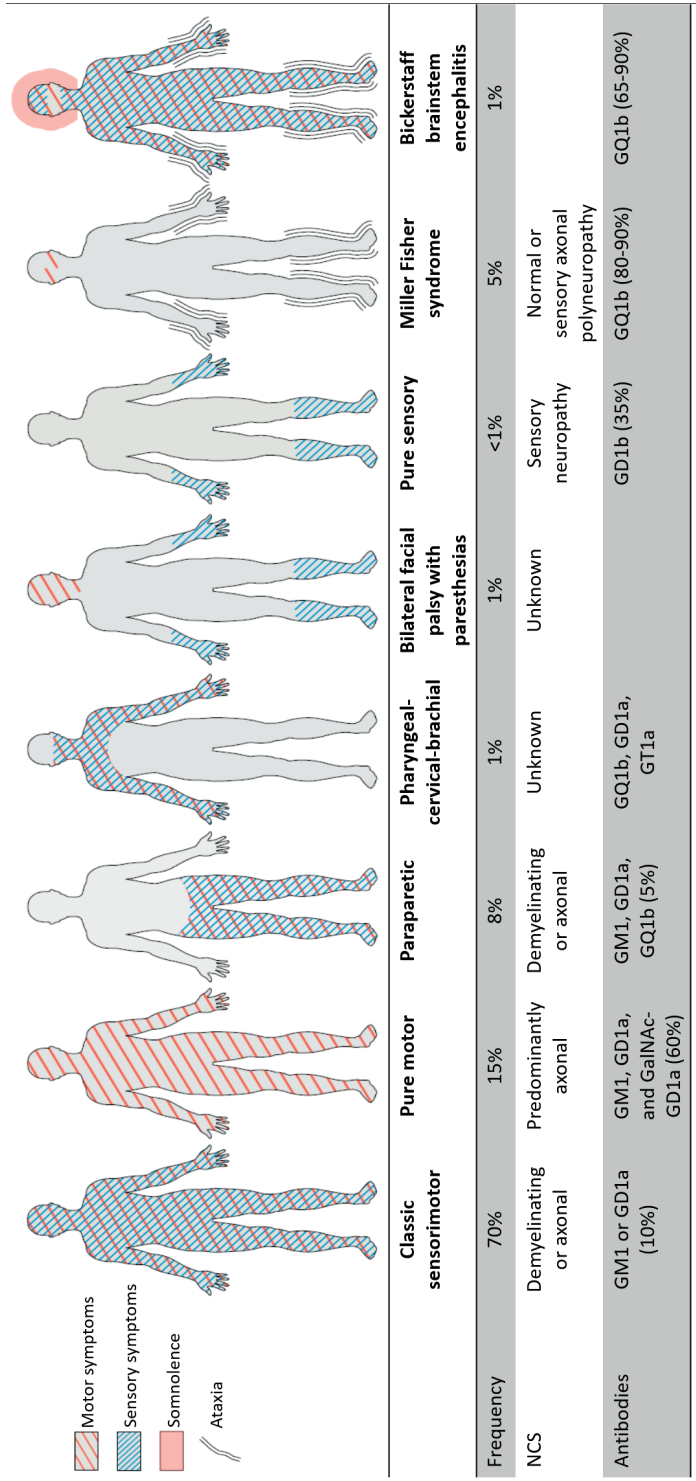 Motor symptoms
Sensory symptoms
Somnolence
Ataxia
Classic
sensorimotor
Pure motor
Paraparetic
Pharyngeal-
cervical-brachial
Bilateral facial
palsy with
paresthesias
Pure sensory
Miller Fisher
syndrome
Bickerstaff
brainstem
encephalitis
Frequency
70%
15%
8%
1%
1%
<1%
5%
1%
NCS
Demyelinating
or axonal
Predominantly
axonal
Demyelinating
or axonal
Unknown
Unknown
Sensory
neuropathy
Normal or
sensory axonal
polyneuropathy
Antibodies
GM1 or GD1a
(10%)
GM1, GD1a,
and GalNAc-
GD1a (60%)
GM1, GD1a,
GQ1b (5%)
GQ1b, GD1a,
GT1a
GD1b (35%)
GQ1b (80-90%)
GQ1b (65-90%)